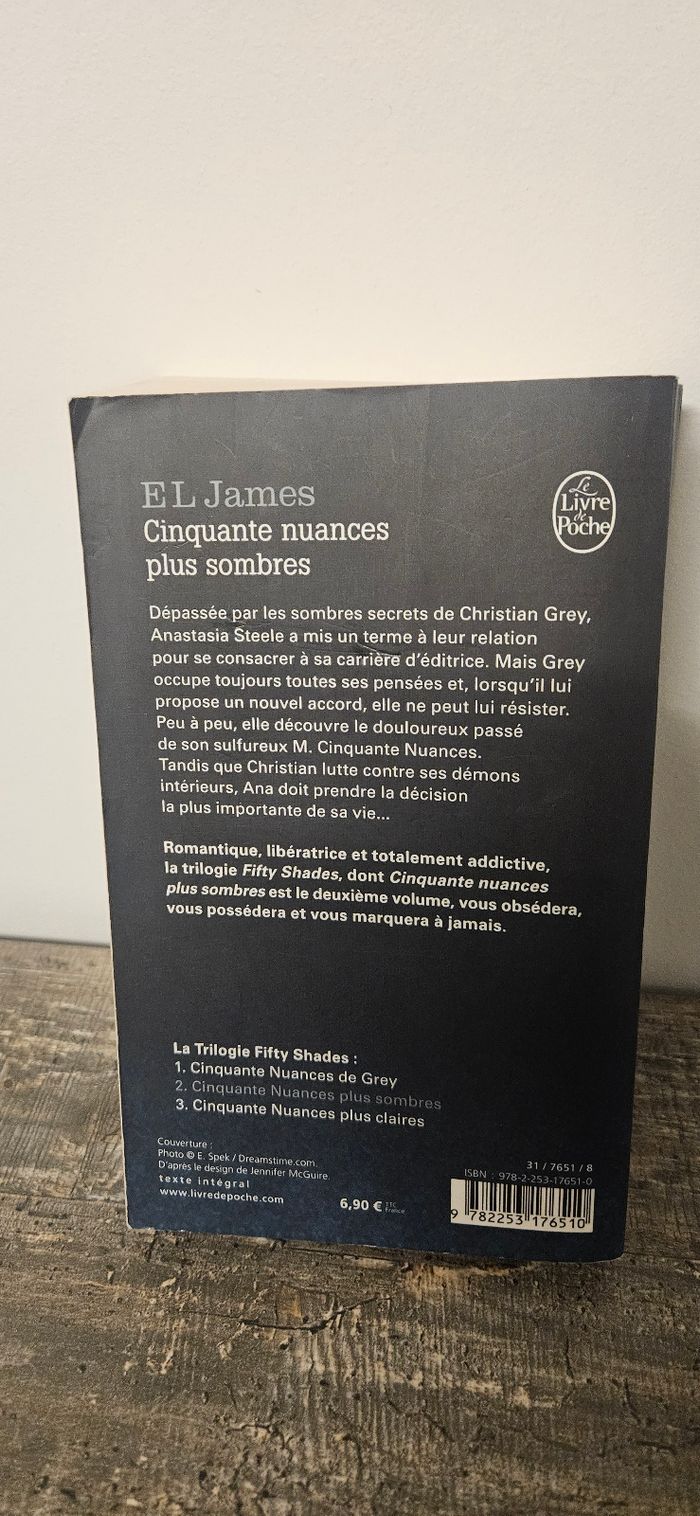 E L James
Cinquante nuances
plus sombres
Le
Livre
de
Poche
Dépassée par les sombres secrets de Christian Grey,
Anastasia Steele a mis un terme à leur relation
pour se consacrer à sa carrière d'éditrice. Mais Grey
occupe toujours toutes ses pensées et, lorsqu'il lui
propose un nouvel accord, elle ne peut lui résister.
Peu à peu, elle découvre le douloureux passé
de son sulfureux M. Cinquante Nuances.
Tandis que Christian lutte contre ses démons
intérieurs, Ana doit prendre la décision
la plus importante de sa vie...
Romantique, libératrice et totalement addictive,
la trilogie Fifty Shades, dont Cinquante nuances
plus sombres est le deuxième volume, vous obsédera,
vous possédera et vous marquera à jamais.
La Trilogie Fifty Shades :
1. Cinquante Nuances de Grey
2. Cinquante Nuances plus sombres
3. Cinquante Nuances plus claires
Couverture :
Photo © E. Spek / Dreamstime.com.
D'après le design de Jennifer McGuire.
texte intégral
www.livredepoche.com
6,90 € TTC France
31 / 7651 / 8
ISBN : 978-2-253-17651-0
9 782253 176510